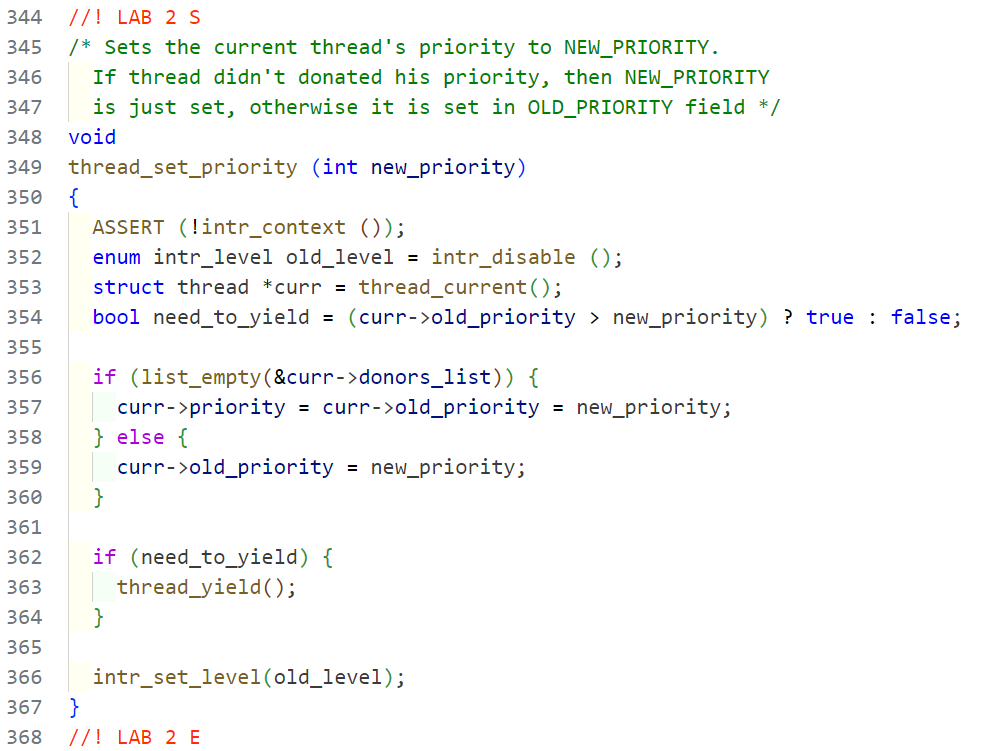 344 //! LAB 2 S
345 /* Sets the current thread's priority to NEW_PRIORITY.
346   If thread didn't donated his priority, then NEW_PRIORITY
347   is just set, otherwise it is set in OLD_PRIORITY field */
348 void
349 thread_set_priority (int new_priority)
350 {
351   ASSERT (!intr_context ());
352   enum intr_level old_level = intr_disable ();
353   struct thread *curr = thread_current();
354   bool need_to_yield = (curr->old_priority > new_priority) ? true : false;
355
356   if (list_empty(&curr->donors_list)) {
357     curr->priority = curr->old_priority = new_priority;
358   } else {
359     curr->old_priority = new_priority;
360   }
361
362   if (need_to_yield) {
363     thread_yield();
364   }
365
366   intr_set_level(old_level);
367 }
368 //! LAB 2 E